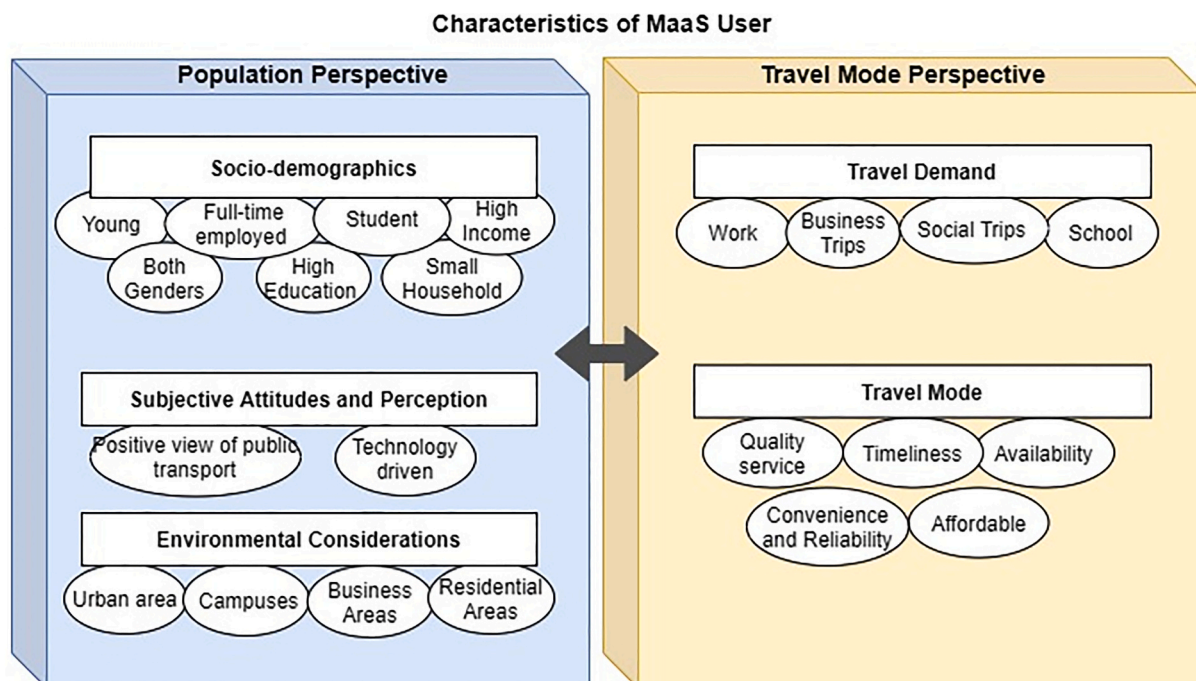 Characteristics of MaaS User
Population Perspective
Socio-demographics
Young
Full-time
employed
Student
High
Income
Both
Genders
High
Education
Small
Household
Subjective Attitudes and Perception
Positive view of public
transport
Technology
driven
Environmental Considerations
Urban area
Campuses
Business
Areas
Residential
Areas
Travel Mode Perspective
Travel Demand
Work
Business
Trips
Social Trips
School
Travel Mode
Quality
service
Timeliness
Availability
Convenience
and Reliability
Affordable